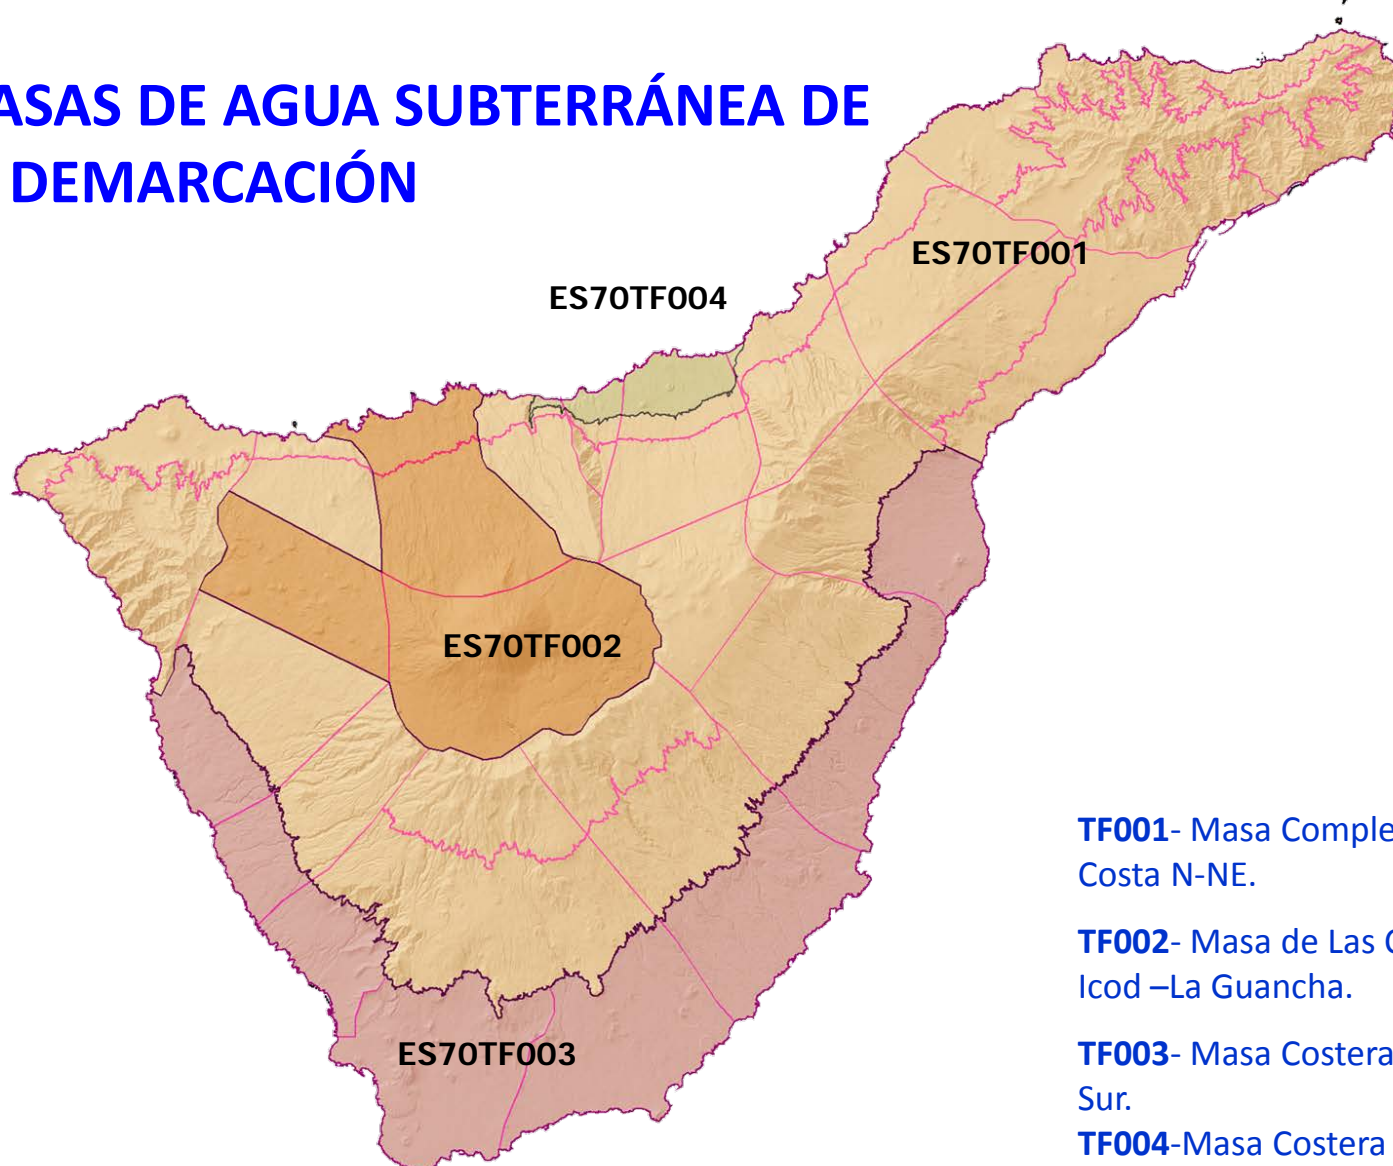 ASAS DE AGUA SUBTERRÁNEA DE
DEMARCACIÓN
ES70TF001
ES70TF004
ES70TF002
ES70TF003
TF001- Masa Comple
Costa N-NE.
TF002- Masa de Las C
Icod –La Guancha.
TF003- Masa Costera
Sur.
TF004-Masa Costera